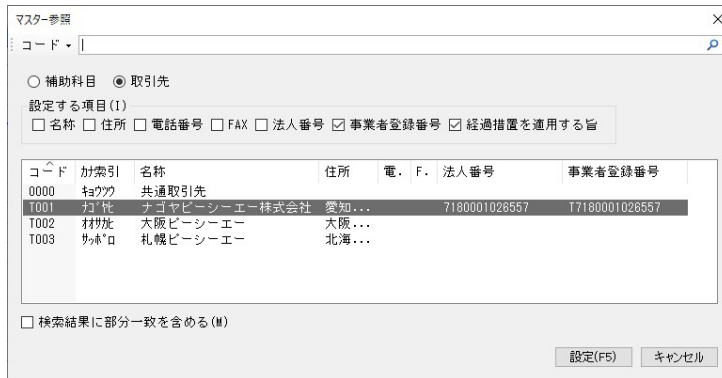 マスター参照
コード
補助科目 取引先
設定する項目(I)
名称 住所 電話番号 FAX 法人番号 事業者登録番号 経過措置を適用する旨
コード ｶﾅ索引 名称 住所 電. F. 法人番号 事業者登録番号
0000 ｷｮｳﾂｳ 共通取引先
T001 ﾅｺﾞﾔﾋ ナゴヤピーシーエー株式会社 愛知... 7180001026557 T7180001026557
T002 ｵｵｻｶﾋ 大阪ピーシーエー 大阪...
T003 ｻｯﾎﾟﾛ 札幌ピーシーエー 北海...
検索結果に部分一致を含める(M)
設定(F5) キャンセル